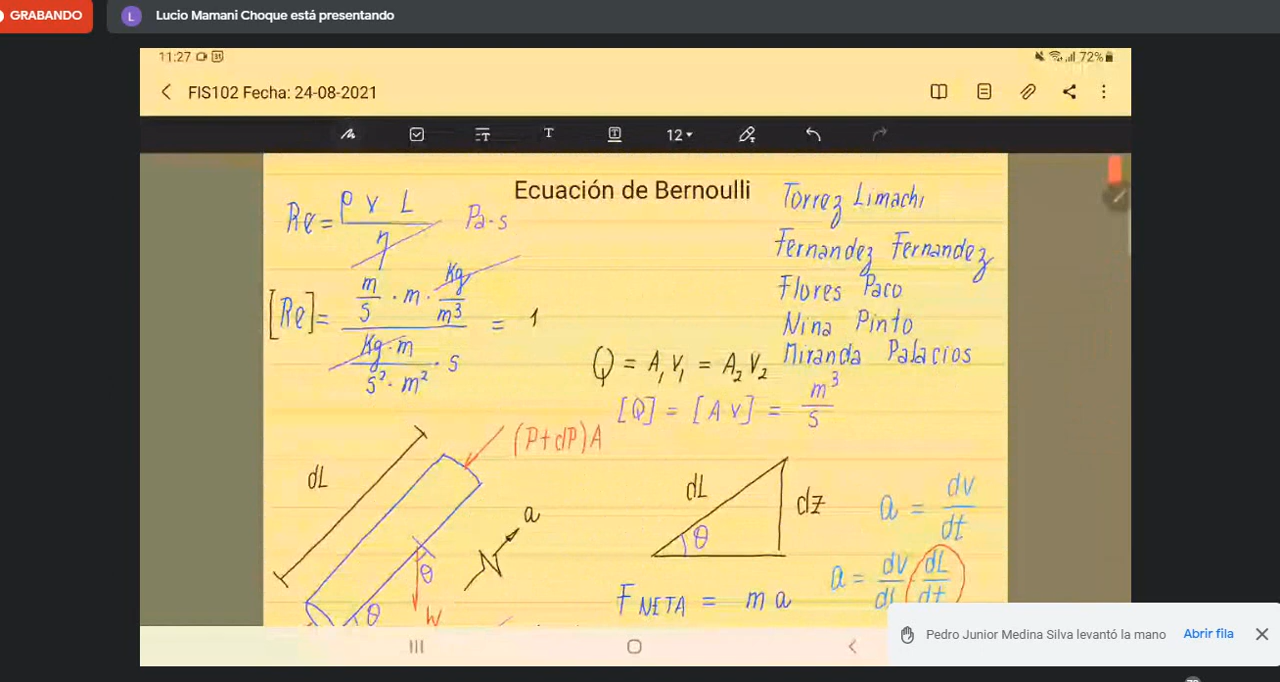 GRABANDO
L Lucio Mamani Choque está presentando
11:27 31 72%
FIS102 Fecha: 24-08-2021
T T 12
Ecuación de Bernoulli
Re = ρ v L / η Pa-s
[Re] = m/s · m · Kg/m³ / Kg·m/s²·m² · s = 1
Torrez Limachi
Fernandez Fernandez
Flores Paco
Nina Pinto
Miranda Palacios
Q = A₁ V₁ = A₂ V₂
[Q] = [A v] = m³/s
(P+dP)A
dL
a
N
θ
θ
W
dL
dz
θ
a = dv/dt
a = dv/dL dL/dt
F NETA = m a
Pedro Junior Medina Silva levantó la mano Abrir fila